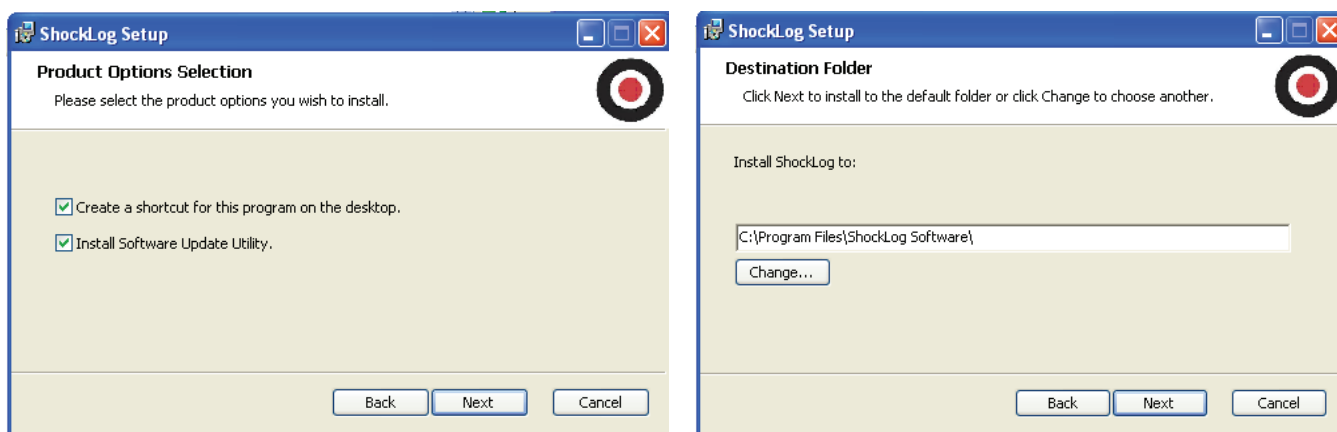 ShockLog Setup
Product Options Selection
Please select the product options you wish to install.
Create a shortcut for this program on the desktop.
Install Software Update Utility.
Back Next Cancel
ShockLog Setup
Destination Folder
Click Next to install to the default folder or click Change to choose another.
Install ShockLog to:
C:\Program Files\ShockLog Software\
Change...
Back Next Cancel